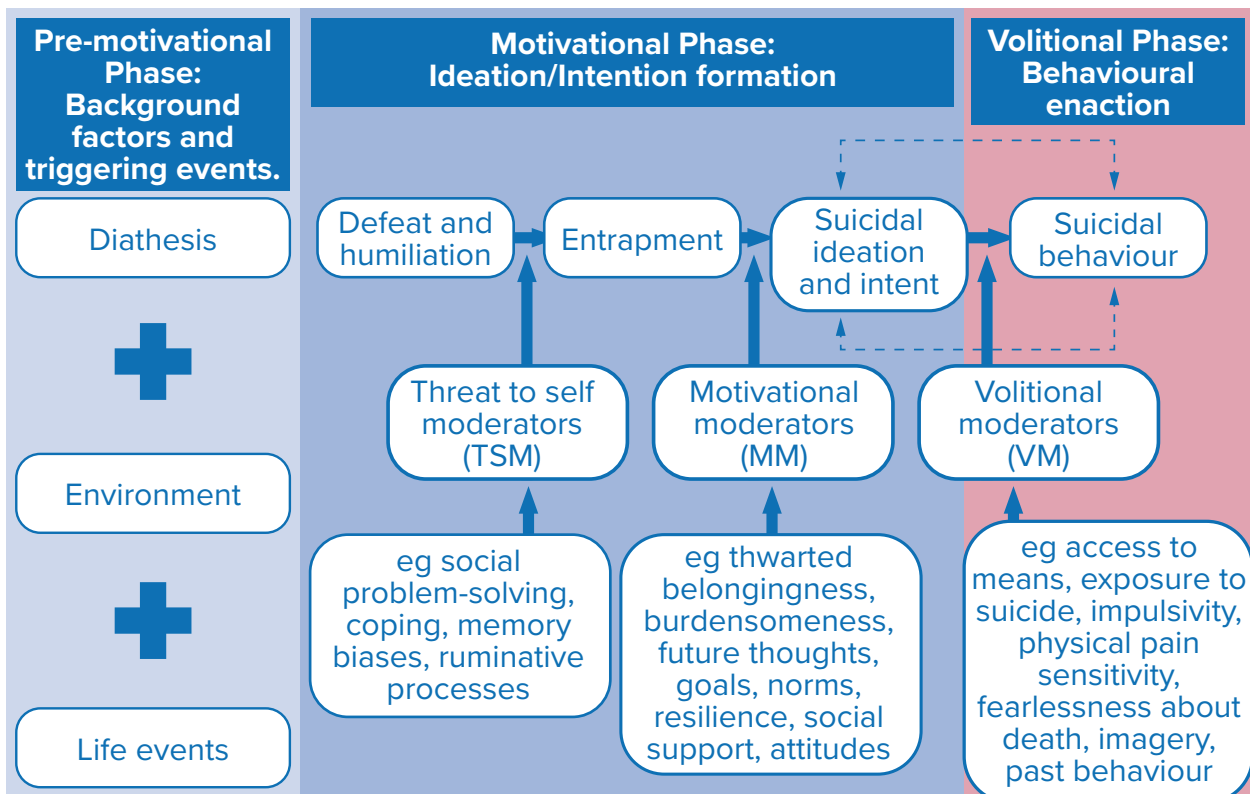 Pre-motivational
Phase:
Background
factors and
triggering events.
Diathesis
Environment
Life events
Motivational Phase:
Ideation/Intention formation
Defeat and
humiliation
Entrapment
Suicidal
ideation
and intent
Threat to self
moderators
(TSM)
Motivational
moderators
(MM)
eg social
problem-solving,
coping, memory
biases, ruminative
processes
eg thwarted
belongingness,
burdensomeness,
future thoughts,
goals, norms,
resilience, social
support, attitudes
Volitional Phase:
Behavioural
enaction
Suicidal
behaviour
Volitional
moderators
(VM)
eg access to
means, exposure to
suicide, impulsivity,
physical pain
sensitivity,
fearlessness about
death, imagery,
past behaviour